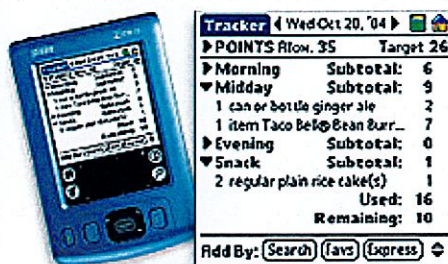 Zire
Tracker Wed Oct 20, '04
POINTS Allow. 35 Target 26
Morning Subtotal: 6
Midday Subtotal: 9
1 can or bottle ginger ale 2
1 item Taco Bell® Bean Burr... 7
Evening Subtotal: 0
Snack Subtotal: 1
2 regular plain rice cake(s) 1
Used: 16
Remaining: 10
Add By: Search Favs Express